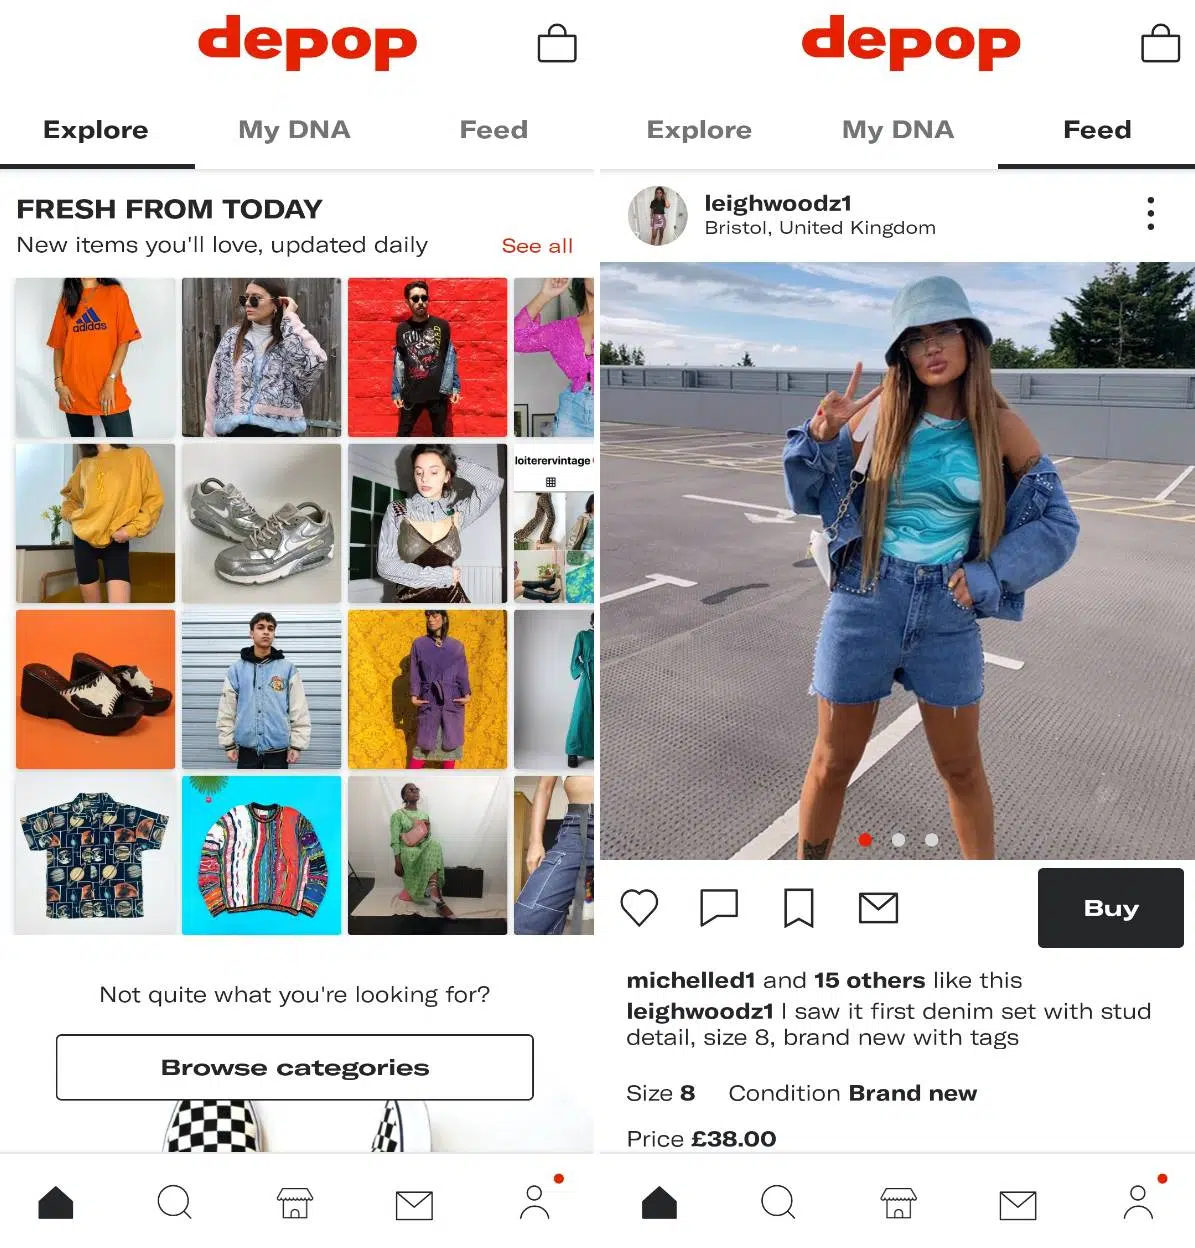 depop
Explore
My DNA
Feed
FRESH FROM TODAY
New items you'll love, updated daily
See all
adidas
loiterervintage
Not quite what you're looking for?
Browse categories
depop
Explore
My DNA
Feed
leighwoodz1
Bristol, United Kingdom
Buy
michelled1 and 15 others like this
leighwoodz1 I saw it first denim set with stud
detail, size 8, brand new with tags
Size 8 Condition Brand new
Price £38.00